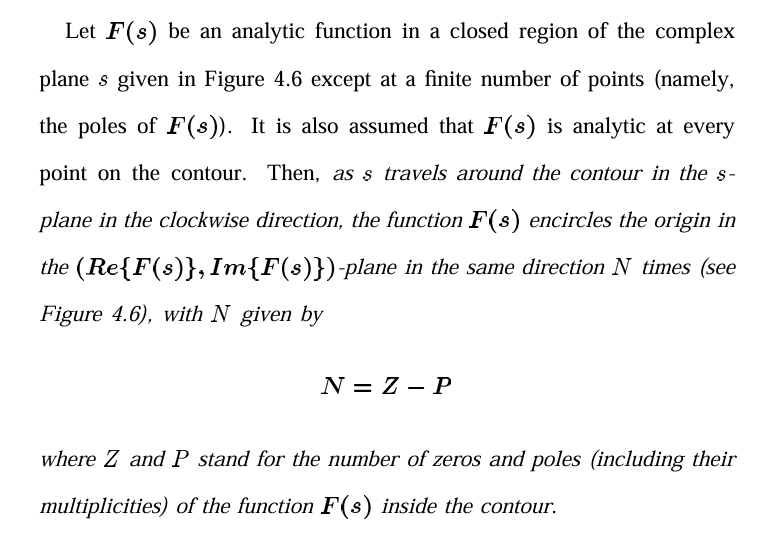 Let F(s) be an analytic function in a closed region of the complex
plane s given in Figure 4.6 except at a finite number of points (namely,
the poles of F(s)). It is also assumed that F(s) is analytic at every
point on the contour. Then, as s travels around the contour in the s-
plane in the clockwise direction, the function F(s) encircles the origin in
the (Re{F(s)}, Im{F(s)})-plane in the same direction N times (see
Figure 4.6), with N given by
N = Z − P
where Z and P stand for the number of zeros and poles (including their
multiplicities) of the function F(s) inside the contour.